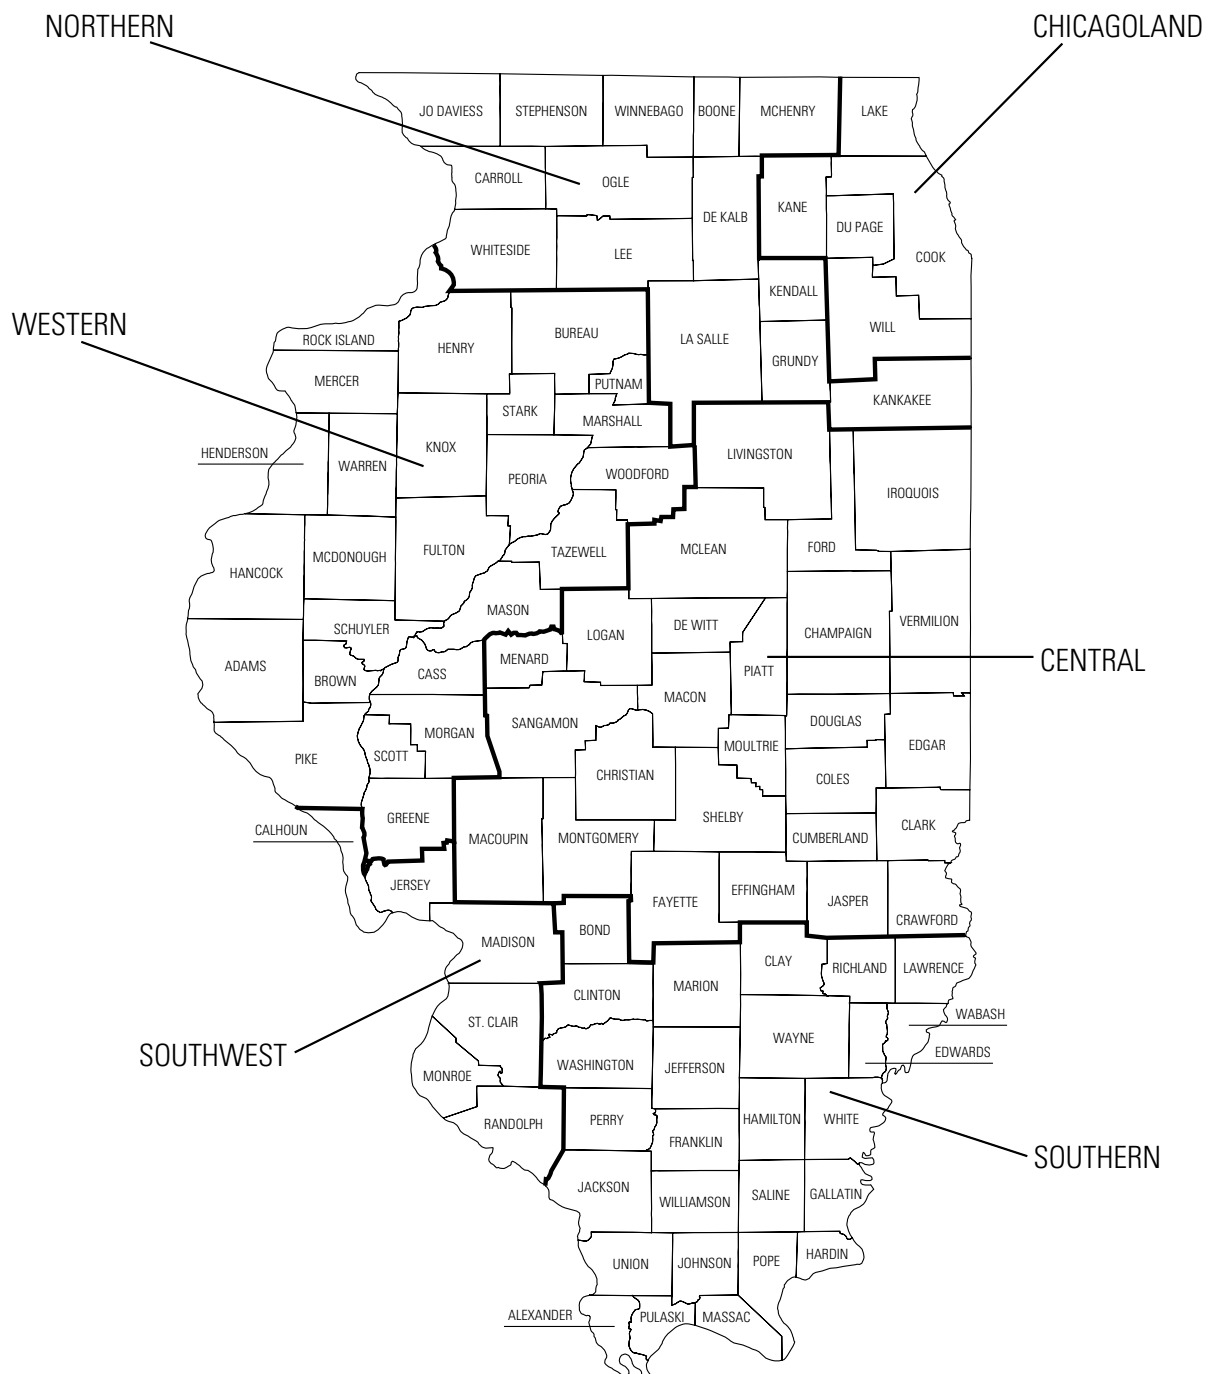 NORTHERN
CHICAGOLAND
JO DAVIESS
STEPHENSON
WINNEBAGO
BOONE
MCHENRY
LAKE
CARROLL
OGLE
DE KALB
KANE
DU PAGE
COOK
WHITESIDE
LEE
KENDALL
WESTERN
ROCK ISLAND
HENRY
BUREAU
LA SALLE
GRUNDY
WILL
MERCER
PUTNAM
KANKAKEE
STARK
MARSHALL
HENDERSON
WARREN
KNOX
PEORIA
WOODFORD
LIVINGSTON
IROQUOIS
HANCOCK
MCDONOUGH
FULTON
TAZEWELL
MCLEAN
FORD
MASON
SCHUYLER
LOGAN
DE WITT
CHAMPAIGN
VERMILION
ADAMS
BROWN
CASS
MENARD
PIATT
CENTRAL
MACON
PIKE
SCOTT
MORGAN
SANGAMON
MOULTRIE
DOUGLAS
EDGAR
CHRISTIAN
COLES
CALHOUN
GREENE
MACOUPIN
MONTGOMERY
SHELBY
CUMBERLAND
CLARK
JERSEY
FAYETTE
EFFINGHAM
JASPER
CRAWFORD
MADISON
BOND
CLAY
RICHLAND
LAWRENCE
CLINTON
MARION
WABASH
SOUTHWEST
ST. CLAIR
WASHINGTON
WAYNE
EDWARDS
MONROE
JEFFERSON
RANDOLPH
PERRY
FRANKLIN
HAMILTON
WHITE
SOUTHERN
JACKSON
WILLIAMSON
SALINE
GALLATIN
UNION
JOHNSON
POPE
HARDIN
ALEXANDER
PULASKI
MASSAC